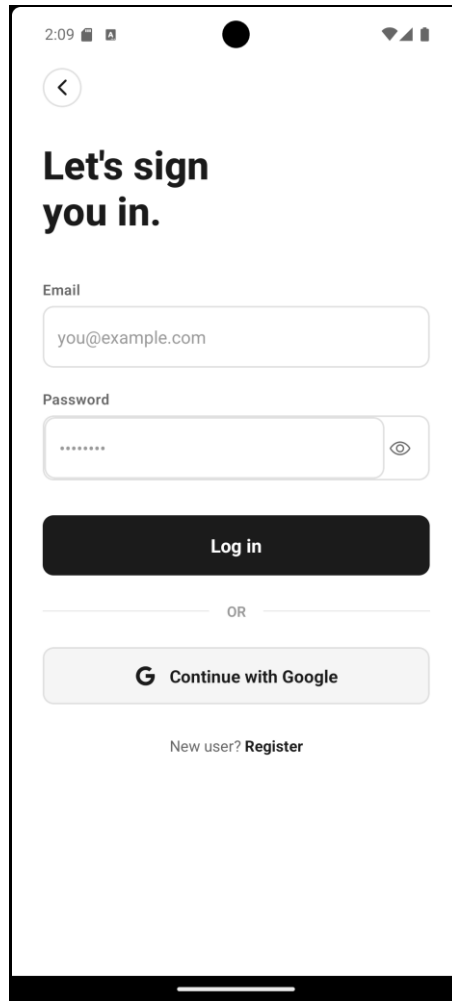 2:09
Let's sign
you in.
Email
you@example.com
Password
••••••••
Log in
OR
G Continue with Google
New user? Register